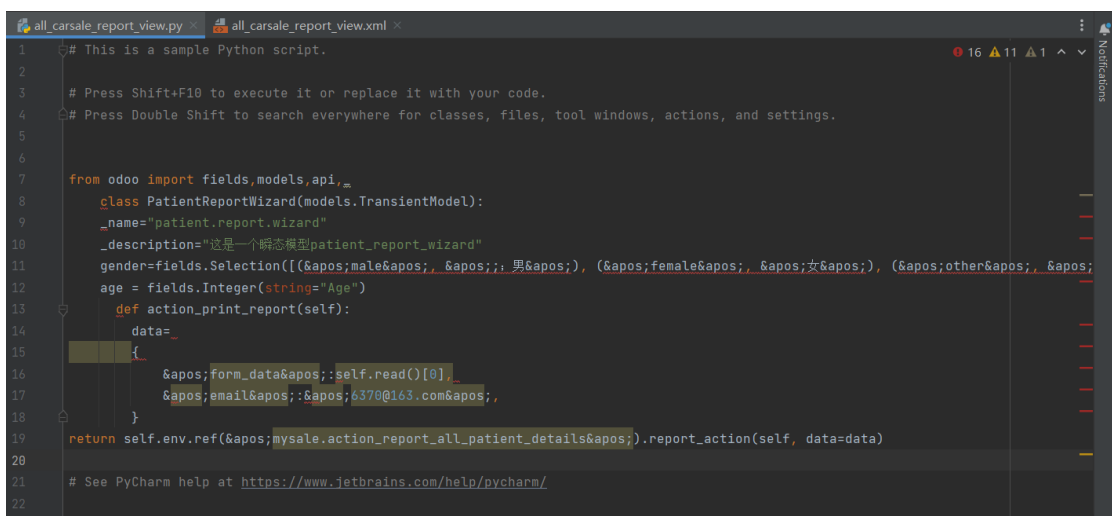 all_carsale_report_view.py
all_carsale_report_view.xml
1 # This is a sample Python script.
16 11 1
2
3 # Press Shift+F10 to execute it or replace it with your code.
4 # Press Double Shift to search everywhere for classes, files, tool windows, actions, and settings.
5
6
7 from odoo import fields,models,api,_
8 class PatientReportWizard(models.TransientModel):
9 _name="patient.report.wizard"
10 _description="这是一个瞬态模型patient_report_wizard"
11 gender=fields.Selection([(&apos;male&apos;, &apos;;：男&apos;), (&apos;female&apos;, &apos;女&apos;), (&apos;other&apos;, &apos;
12 age = fields.Integer(string="Age")
13 def action_print_report(self):
14 data=
15 {
16 &apos;form_data&apos;:self.read()[0],
17 &apos;email&apos;:&apos;6370@163.com&apos;,
18 }
19 return self.env.ref(&apos;mysale.action_report_all_patient_details&apos;).report_action(self, data=data)
20
21 # See PyCharm help at https://www.jetbrains.com/help/pycharm/
22
Notifications